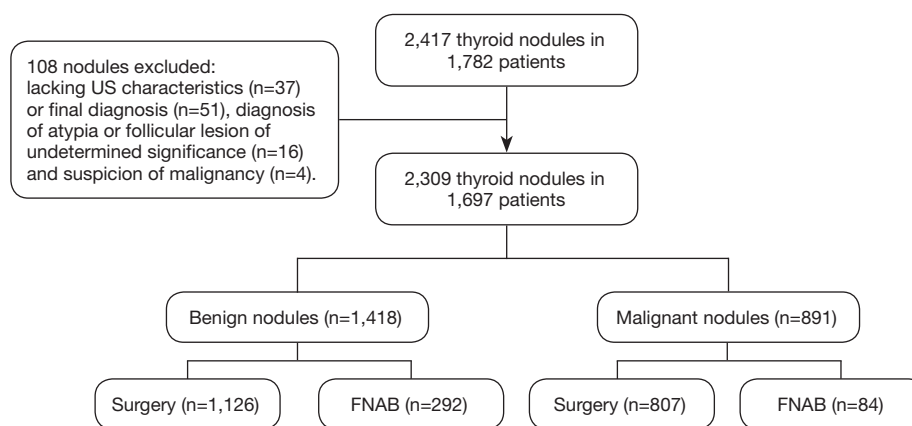 2,417 thyroid nodules in
1,782 patients
108 nodules excluded:
lacking US characteristics (n=37)
or final diagnosis (n=51), diagnosis
of atypia or follicular lesion of
undetermined significance (n=16)
and suspicion of malignancy (n=4).
2,309 thyroid nodules in
1,697 patients
Benign nodules (n=1,418)
Malignant nodules (n=891)
Surgery (n=1,126)
FNAB (n=292)
Surgery (n=807)
FNAB (n=84)